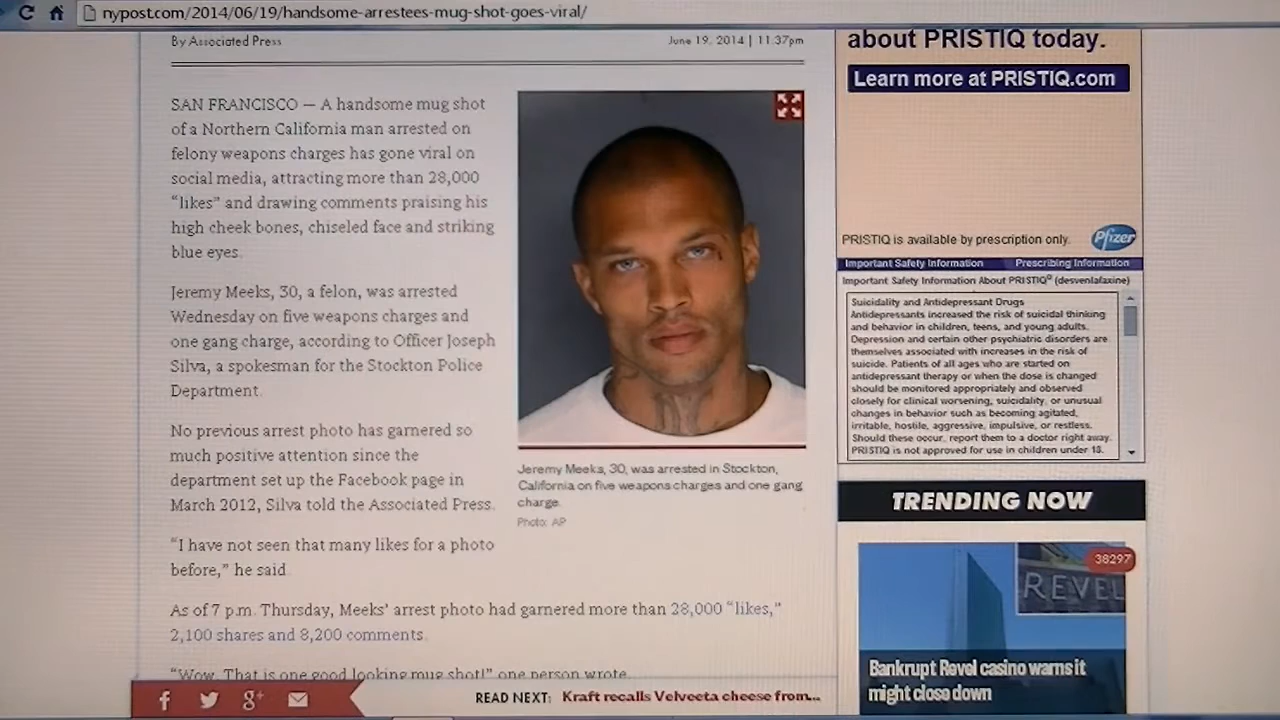 nypost.com/2014/06/19/handsome-arrestees-mug-shot-goes-viral/
By Associated Press
June 19, 2014 | 11:37pm
SAN FRANCISCO — A handsome mug shot
of a Northern California man arrested on
felony weapons charges has gone viral on
social media, attracting more than 28,000
“likes” and drawing comments praising his
high cheek bones, chiseled face and striking
blue eyes.
Jeremy Meeks, 30, a felon, was arrested
Wednesday on five weapons charges and
one gang charge, according to Officer Joseph
Silva, a spokesman for the Stockton Police
Department.
No previous arrest photo has garnered so
much positive attention since the
department set up the Facebook page in
March 2012, Silva told the Associated Press.
“I have not seen that many likes for a photo
before,” he said.
As of 7 p.m. Thursday, Meeks’ arrest photo had garnered more than 28,000 “likes,”
2,100 shares and 8,200 comments.
“Wow. That is one good looking mug shot!” one person wrote.
Jeremy Meeks, 30, was arrested in Stockton,
California on five weapons charges and one gang
charge.
Photo: AP
about PRISTIQ today.
Learn more at PRISTIQ.com
PRISTIQ is available by prescription only.
Pfizer
Important Safety Information
Prescribing Information
Important Safety Information About PRISTIQ® (desvenlafaxine)
Suicidality and Antidepressant Drugs
Antidepressants increased the risk of suicidal thinking
and behavior in children, teens, and young adults.
Depression and certain other psychiatric disorders are
themselves associated with increases in the risk of
suicide. Patients of all ages who are started on
antidepressant therapy or when the dose is changed
should be monitored appropriately and observed
closely for clinical worsening, suicidality, or unusual
changes in behavior such as becoming agitated,
irritable, hostile, aggressive, impulsive, or restless.
Should these occur, report them to a doctor right away.
PRISTIQ is not approved for use in children under 18.
TRENDING NOW
38297
REVEL
Bankrupt Revel casino warns it
might close down
f
g+
READ NEXT: Kraft recalls Velveeta cheese from...